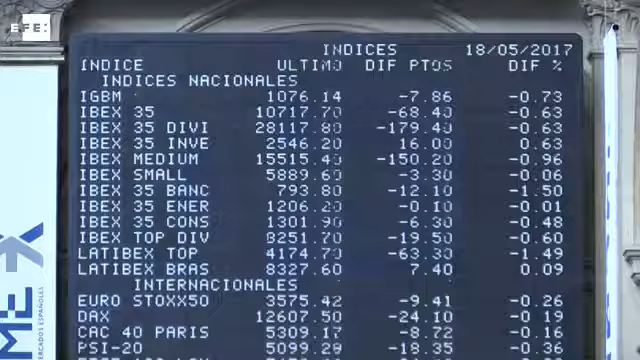 EFE:
INDICES 18/05/2017
INDICE ULTIMO DIF PTOS DIF %
INDICES NACIONALES
IGBM 1076.14 -7.86 -0.73
IBEX 35 10717.70 -68.40 -0.63
IBEX 35 DIVI 28117.80 -179.40 -0.63
IBEX 35 INVE 2546.20 16.00 0.63
IBEX MEDIUM 15515.40 -150.20 -0.96
IBEX SMALL 5889.60 -3.30 -0.06
IBEX 35 BANC 793.80 -12.10 -1.50
IBEX 35 ENER 1206.20 -0.10 -0.01
IBEX 35 CONS 1301.90 -6.30 -0.48
IBEX TOP DIV 3251.70 -19.50 -0.60
LATIBEX TOP 4174.70 -63.30 -1.49
LATIBEX BRAS 8327.60 7.40 0.09
INTERNACIONALES
EURO STOXX50 3575.42 -9.41 -0.26
DAX 12607.50 -24.10 -0.19
CAC 40 PARIS 5309.17 -8.72 -0.16
PSI-20 5099.28 -18.35 -0.36
ME
MERCADOS ESPAÑOLES